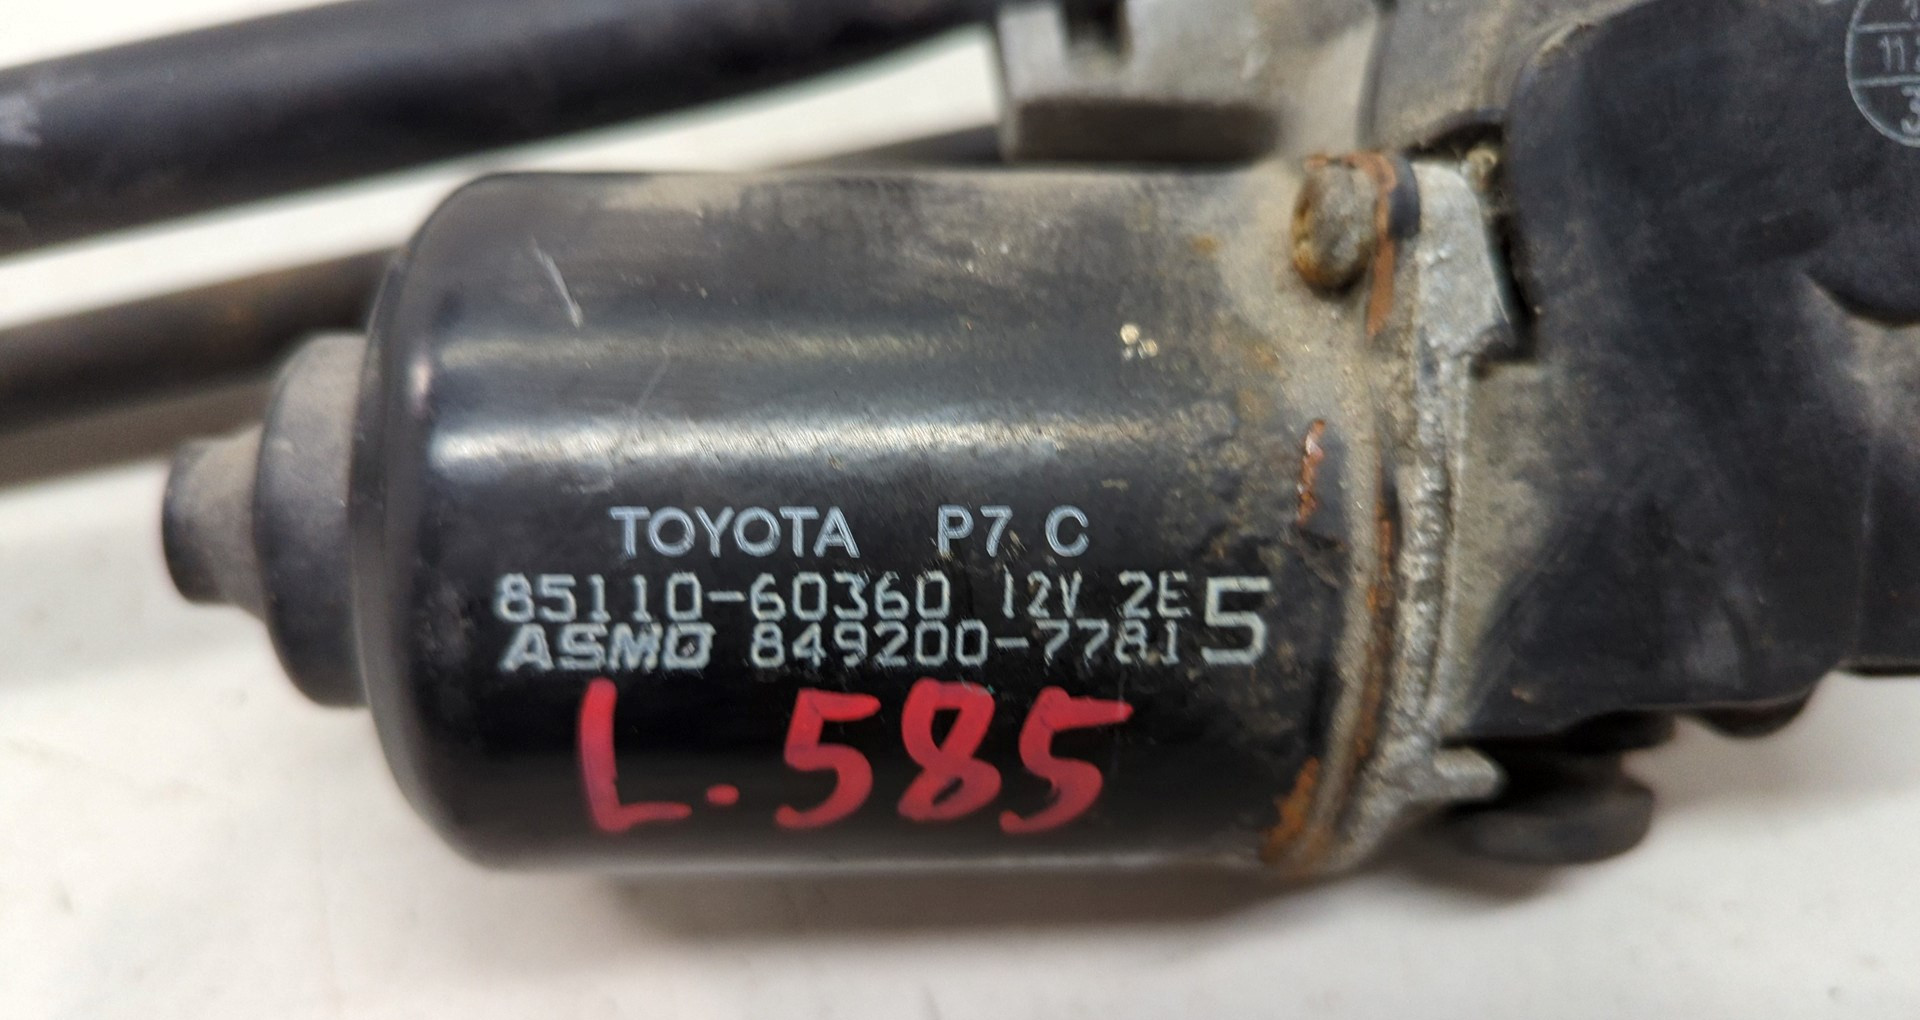 TOYOTA P7 C
85110-60360 12V 2E 5
ASMO 849200-7781
L.585